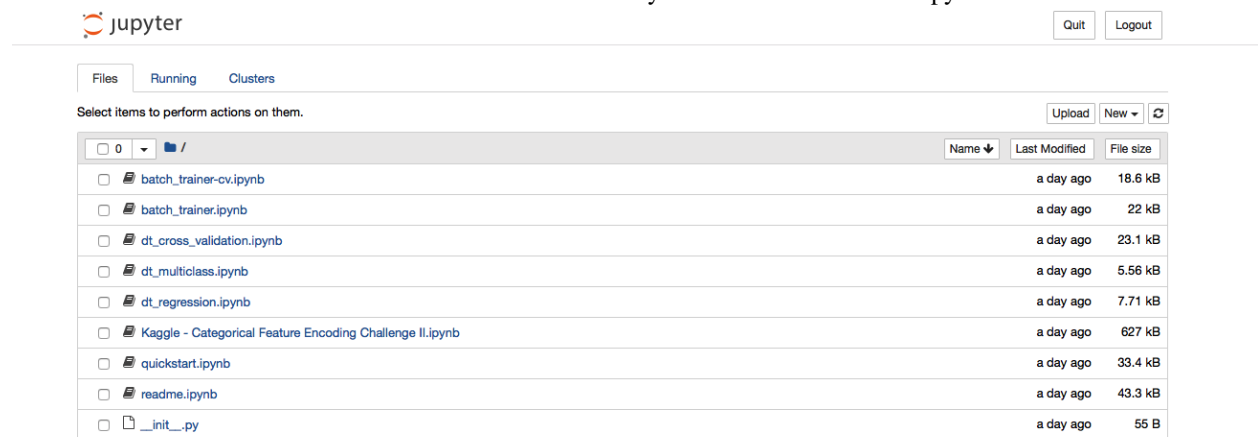 jupyter
Quit Logout
Files Running Clusters
Select items to perform actions on them.
Upload New
0 / Name Last Modified File size
batch_trainer-cv.ipynb a day ago 18.6 kB
batch_trainer.ipynb a day ago 22 kB
dt_cross_validation.ipynb a day ago 23.1 kB
dt_multiclass.ipynb a day ago 5.56 kB
dt_regression.ipynb a day ago 7.71 kB
Kaggle - Categorical Feature Encoding Challenge II.ipynb a day ago 627 kB
quickstart.ipynb a day ago 33.4 kB
readme.ipynb a day ago 43.3 kB
__init__.py a day ago 55 B